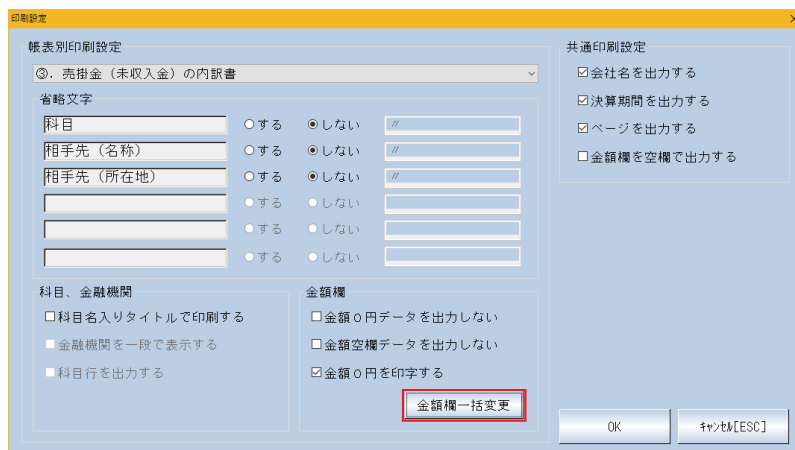 印刷設定
×
帳表別印刷設定
③．売掛金（未収入金）の内訳書
省略文字
科目 する しない 〃
相手先（名称） する しない 〃
相手先（所在地） する しない 〃
する しない
する しない
する しない
科目、金融機関
科目名入りタイトルで印刷する
金融機関を一段で表示する
科目行を出力する
金額欄
金額０円データを出力しない
金額空欄データを出力しない
金額０円を印字する
金額欄一括変更
共通印刷設定
会社名を出力する
決算期間を出力する
ページを出力する
金額欄を空欄で出力する
OK
ｷｬﾝｾﾙ[ESC]